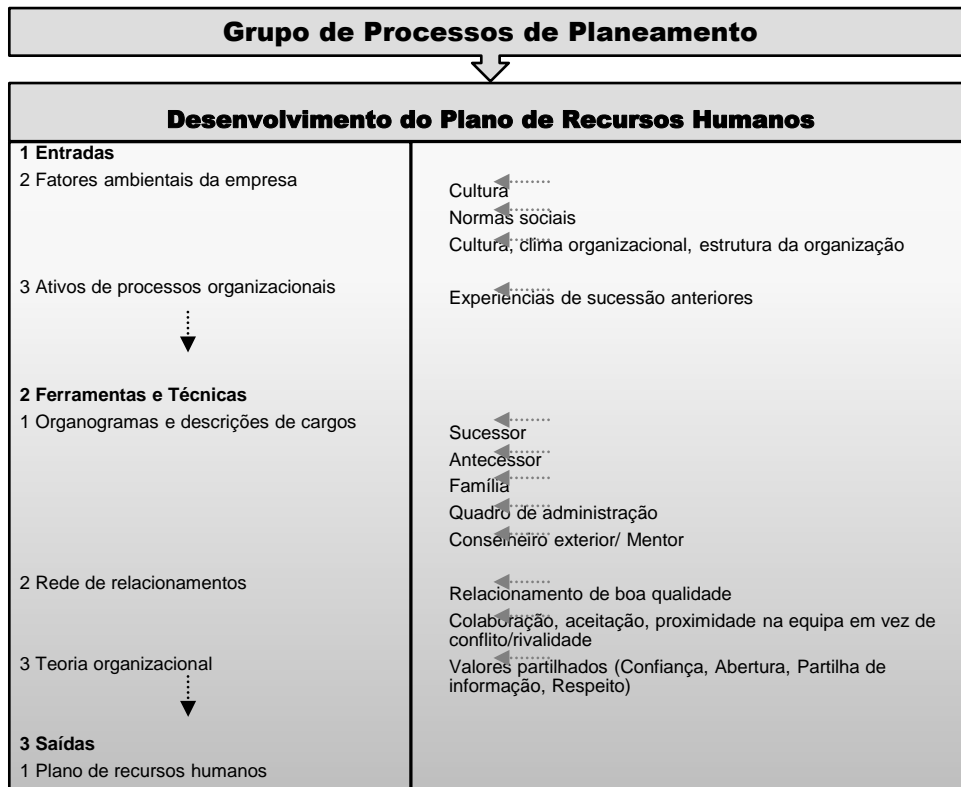 Grupo de Processos de Planeamento
Desenvolvimento do Plano de Recursos Humanos
1 Entradas
2 Fatores ambientais da empresa
Cultura
Normas sociais
Cultura, clima organizacional, estrutura da organização
3 Ativos de processos organizacionais
Experiências de sucessão anteriores
2 Ferramentas e Técnicas
1 Organogramas e descrições de cargos
Sucessor
Antecessor
Família
Quadro de administração
Conselheiro exterior/ Mentor
2 Rede de relacionamentos
Relacionamento de boa qualidade
Colaboração, aceitação, proximidade na equipa em vez de
conflito/rivalidade
3 Teoria organizacional
Valores partilhados (Confiança, Abertura, Partilha de
informação, Respeito)
3 Saídas
1 Plano de recursos humanos